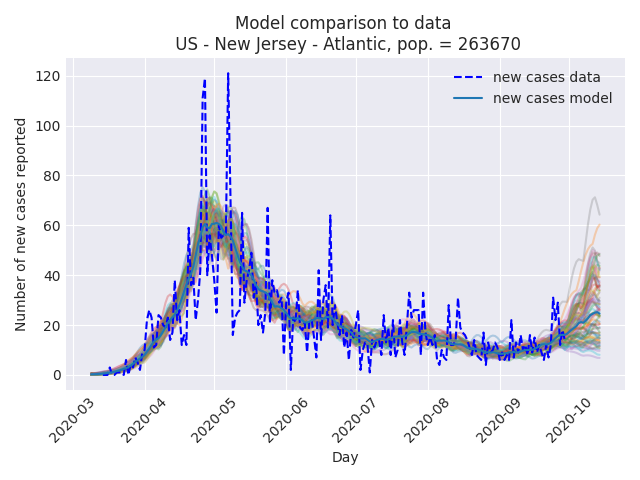 Model comparison to data
US - New Jersey - Atlantic, pop. = 263670
new cases data
new cases model
Number of new cases reported
120
100
80
60
40
20
0
2020-03
2020-04
2020-05
2020-06
2020-07
2020-08
2020-09
2020-10
Day